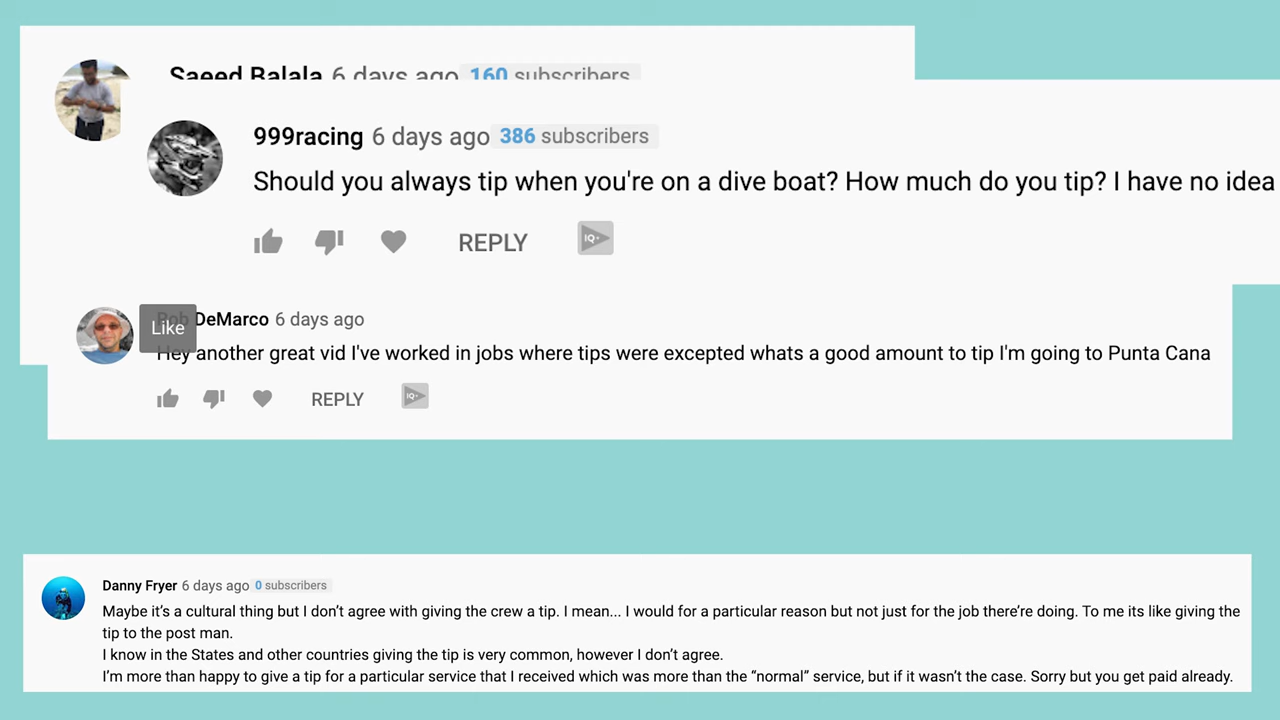 Saeed Balala 6 days ago 160 subscribers
999racing 6 days ago 386 subscribers
Should you always tip when you're on a dive boat? How much do you tip? I have no idea
REPLY
IQ+
Like
Rob DeMarco 6 days ago
Hey another great vid I've worked in jobs where tips were excepted whats a good amount to tip I'm going to Punta Cana
REPLY
IQ+
Danny Fryer 6 days ago 0 subscribers
Maybe it’s a cultural thing but I don’t agree with giving the crew a tip. I mean... I would for a particular reason but not just for the job there’re doing. To me its like giving the
tip to the post man.
I know in the States and other countries giving the tip is very common, however I don’t agree.
I’m more than happy to give a tip for a particular service that I received which was more than the “normal” service, but if it wasn’t the case. Sorry but you get paid already.